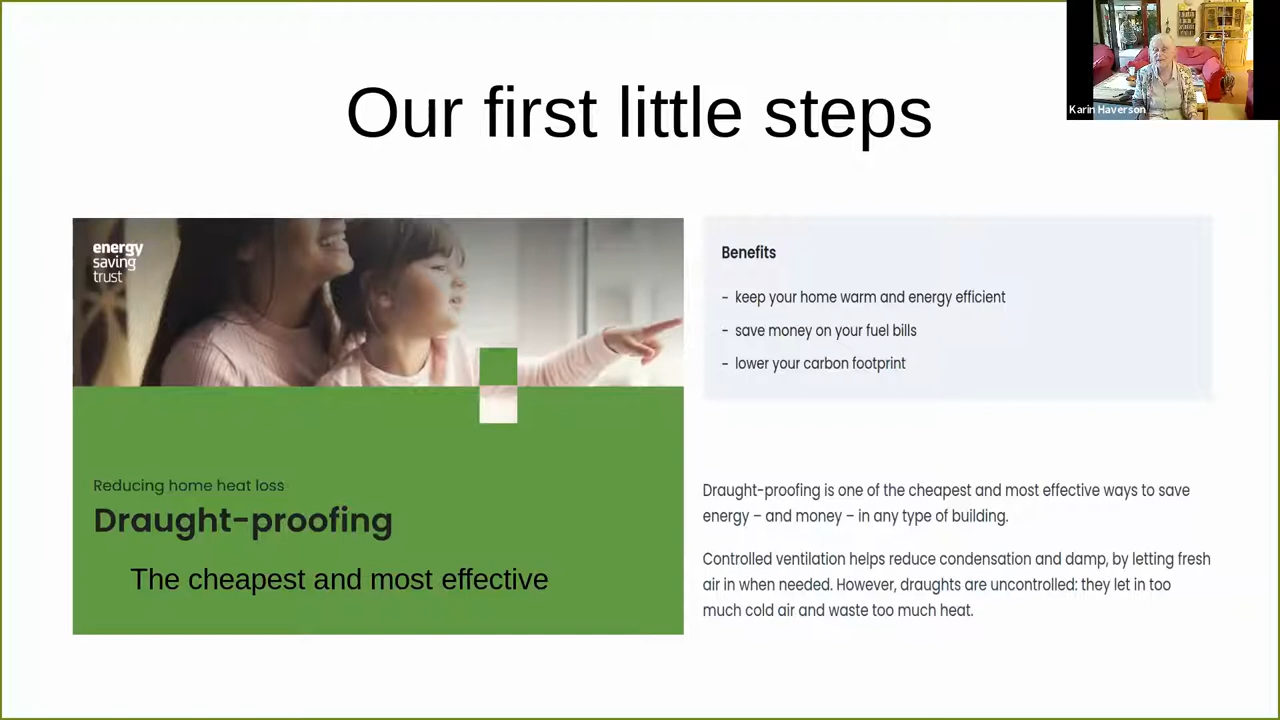 Karin Haverson
Our first little steps
energy
saving
trust
Reducing home heat loss
Draught-proofing
The cheapest and most effective
Benefits
- keep your home warm and energy efficient
- save money on your fuel bills
- lower your carbon footprint
Draught-proofing is one of the cheapest and most effective ways to save
energy – and money – in any type of building.
Controlled ventilation helps reduce condensation and damp, by letting fresh
air in when needed. However, draughts are uncontrolled: they let in too
much cold air and waste too much heat.